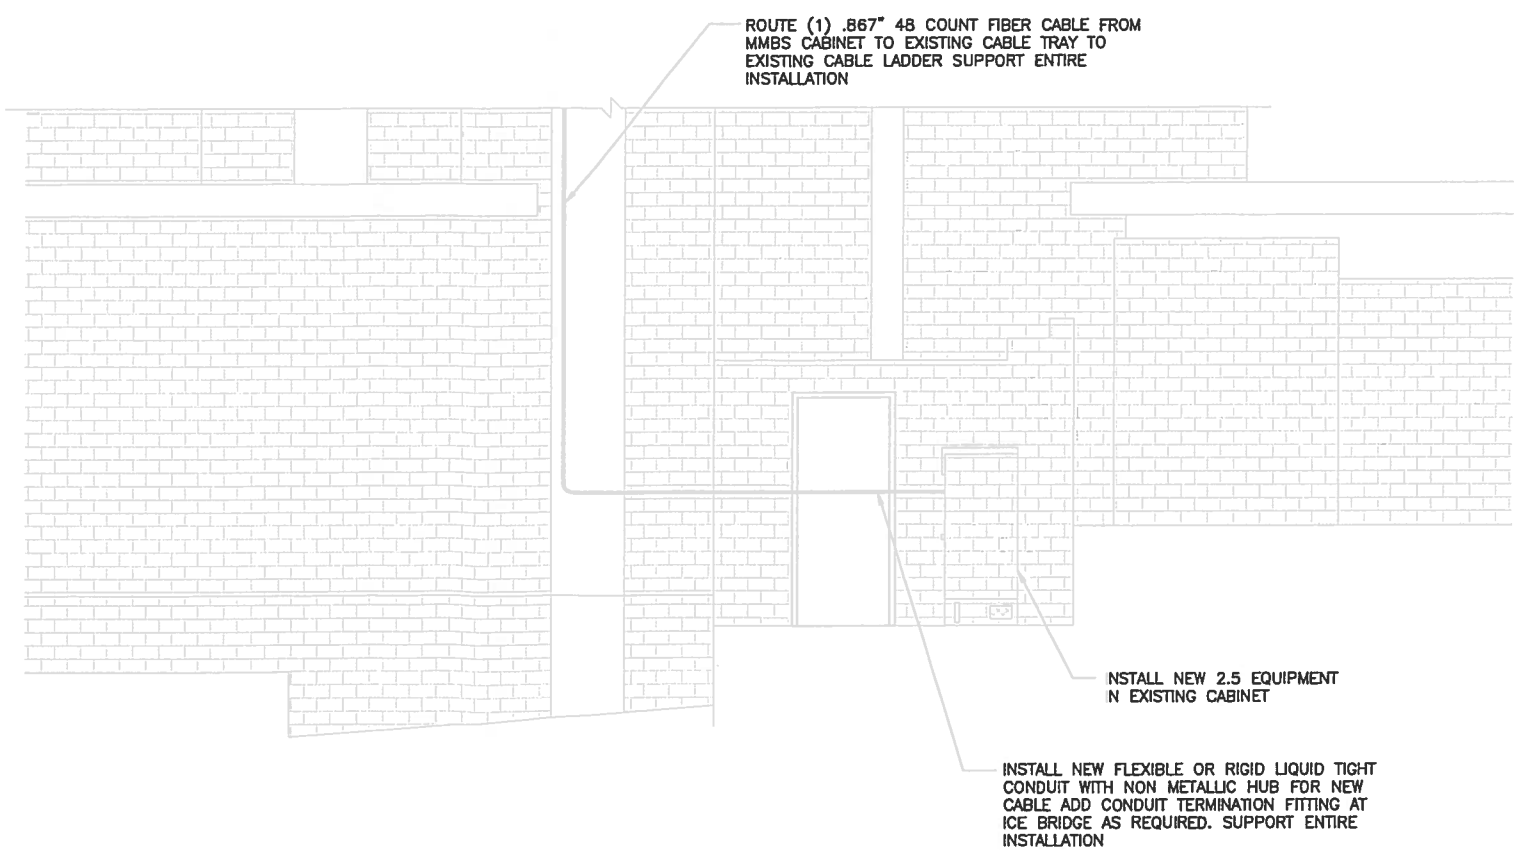 ROUTE (1) .867" 48 COUNT FIBER CABLE FROM
MMBS CABINET TO EXISTING CABLE TRAY TO
EXISTING CABLE LADDER SUPPORT ENTIRE
INSTALLATION
INSTALL NEW 2.5 EQUIPMENT
IN EXISTING CABINET
INSTALL NEW FLEXIBLE OR RIGID LIQUID TIGHT
CONDUIT WITH NON METALLIC HUB FOR NEW
CABLE ADD CONDUIT TERMINATION FITTING AT
ICE BRIDGE AS REQUIRED. SUPPORT ENTIRE
INSTALLATION